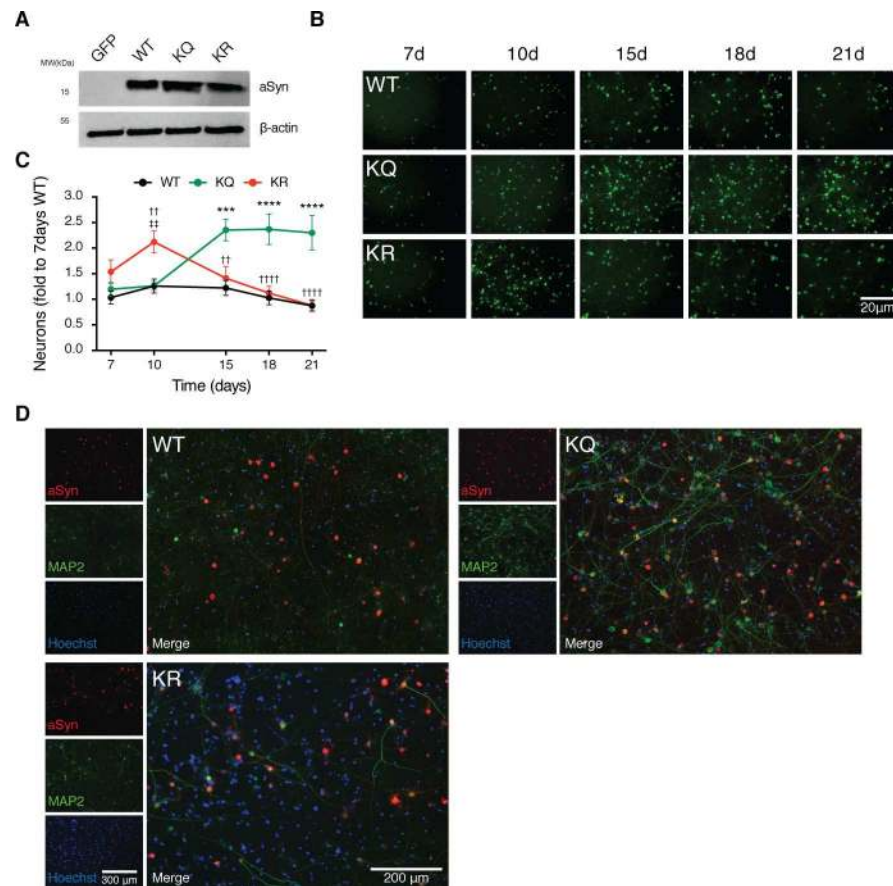 A
GFP WT KQ KR
MW(kDa)
15
aSyn
55
β-actin
B
7d 10d 15d 18d 21d
WT
KQ
KR
20μm
C
WT KQ KR
Neurons (fold to 7days WT)
3.0
2.5
2.0
1.5
1.0
0.5
0.0
††
‡‡
***
****
****
††
††††
††††
7 10 15 18 21
Time (days)
D
WT
aSyn
MAP2
Hoechst
Merge
KQ
aSyn
MAP2
Hoechst
Merge
KR
aSyn
MAP2
Hoechst
300 μm
Merge
200 μm